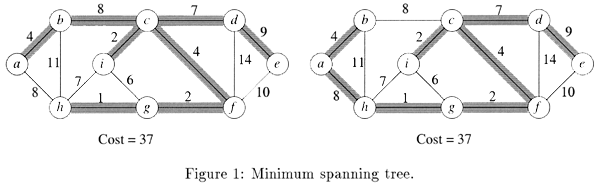 8 7
b c d
4 2 9
a 11 i 4 14 e
8 7 6 10
h 1 g 2 f
Cost = 37
8 7
b c d
4 2 9
a 11 i 4 14 e
8 7 6 10
h 1 g 2 f
Cost = 37
Figure 1: Minimum spanning tree.